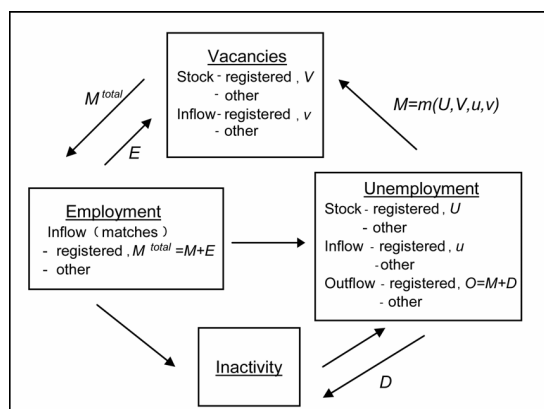 Vacancies
Stock - registered , V
- other
Inflow- registered , v
- other
M total
E
M=m(U,V,u,v)
Employment
Inflow (matches)
- registered , M total =M+E
- other
Unemployment
Stock - registered, U
- other
Inflow - registered, u
-other
Outflow - registered, O=M+D
- other
Inactivity
D